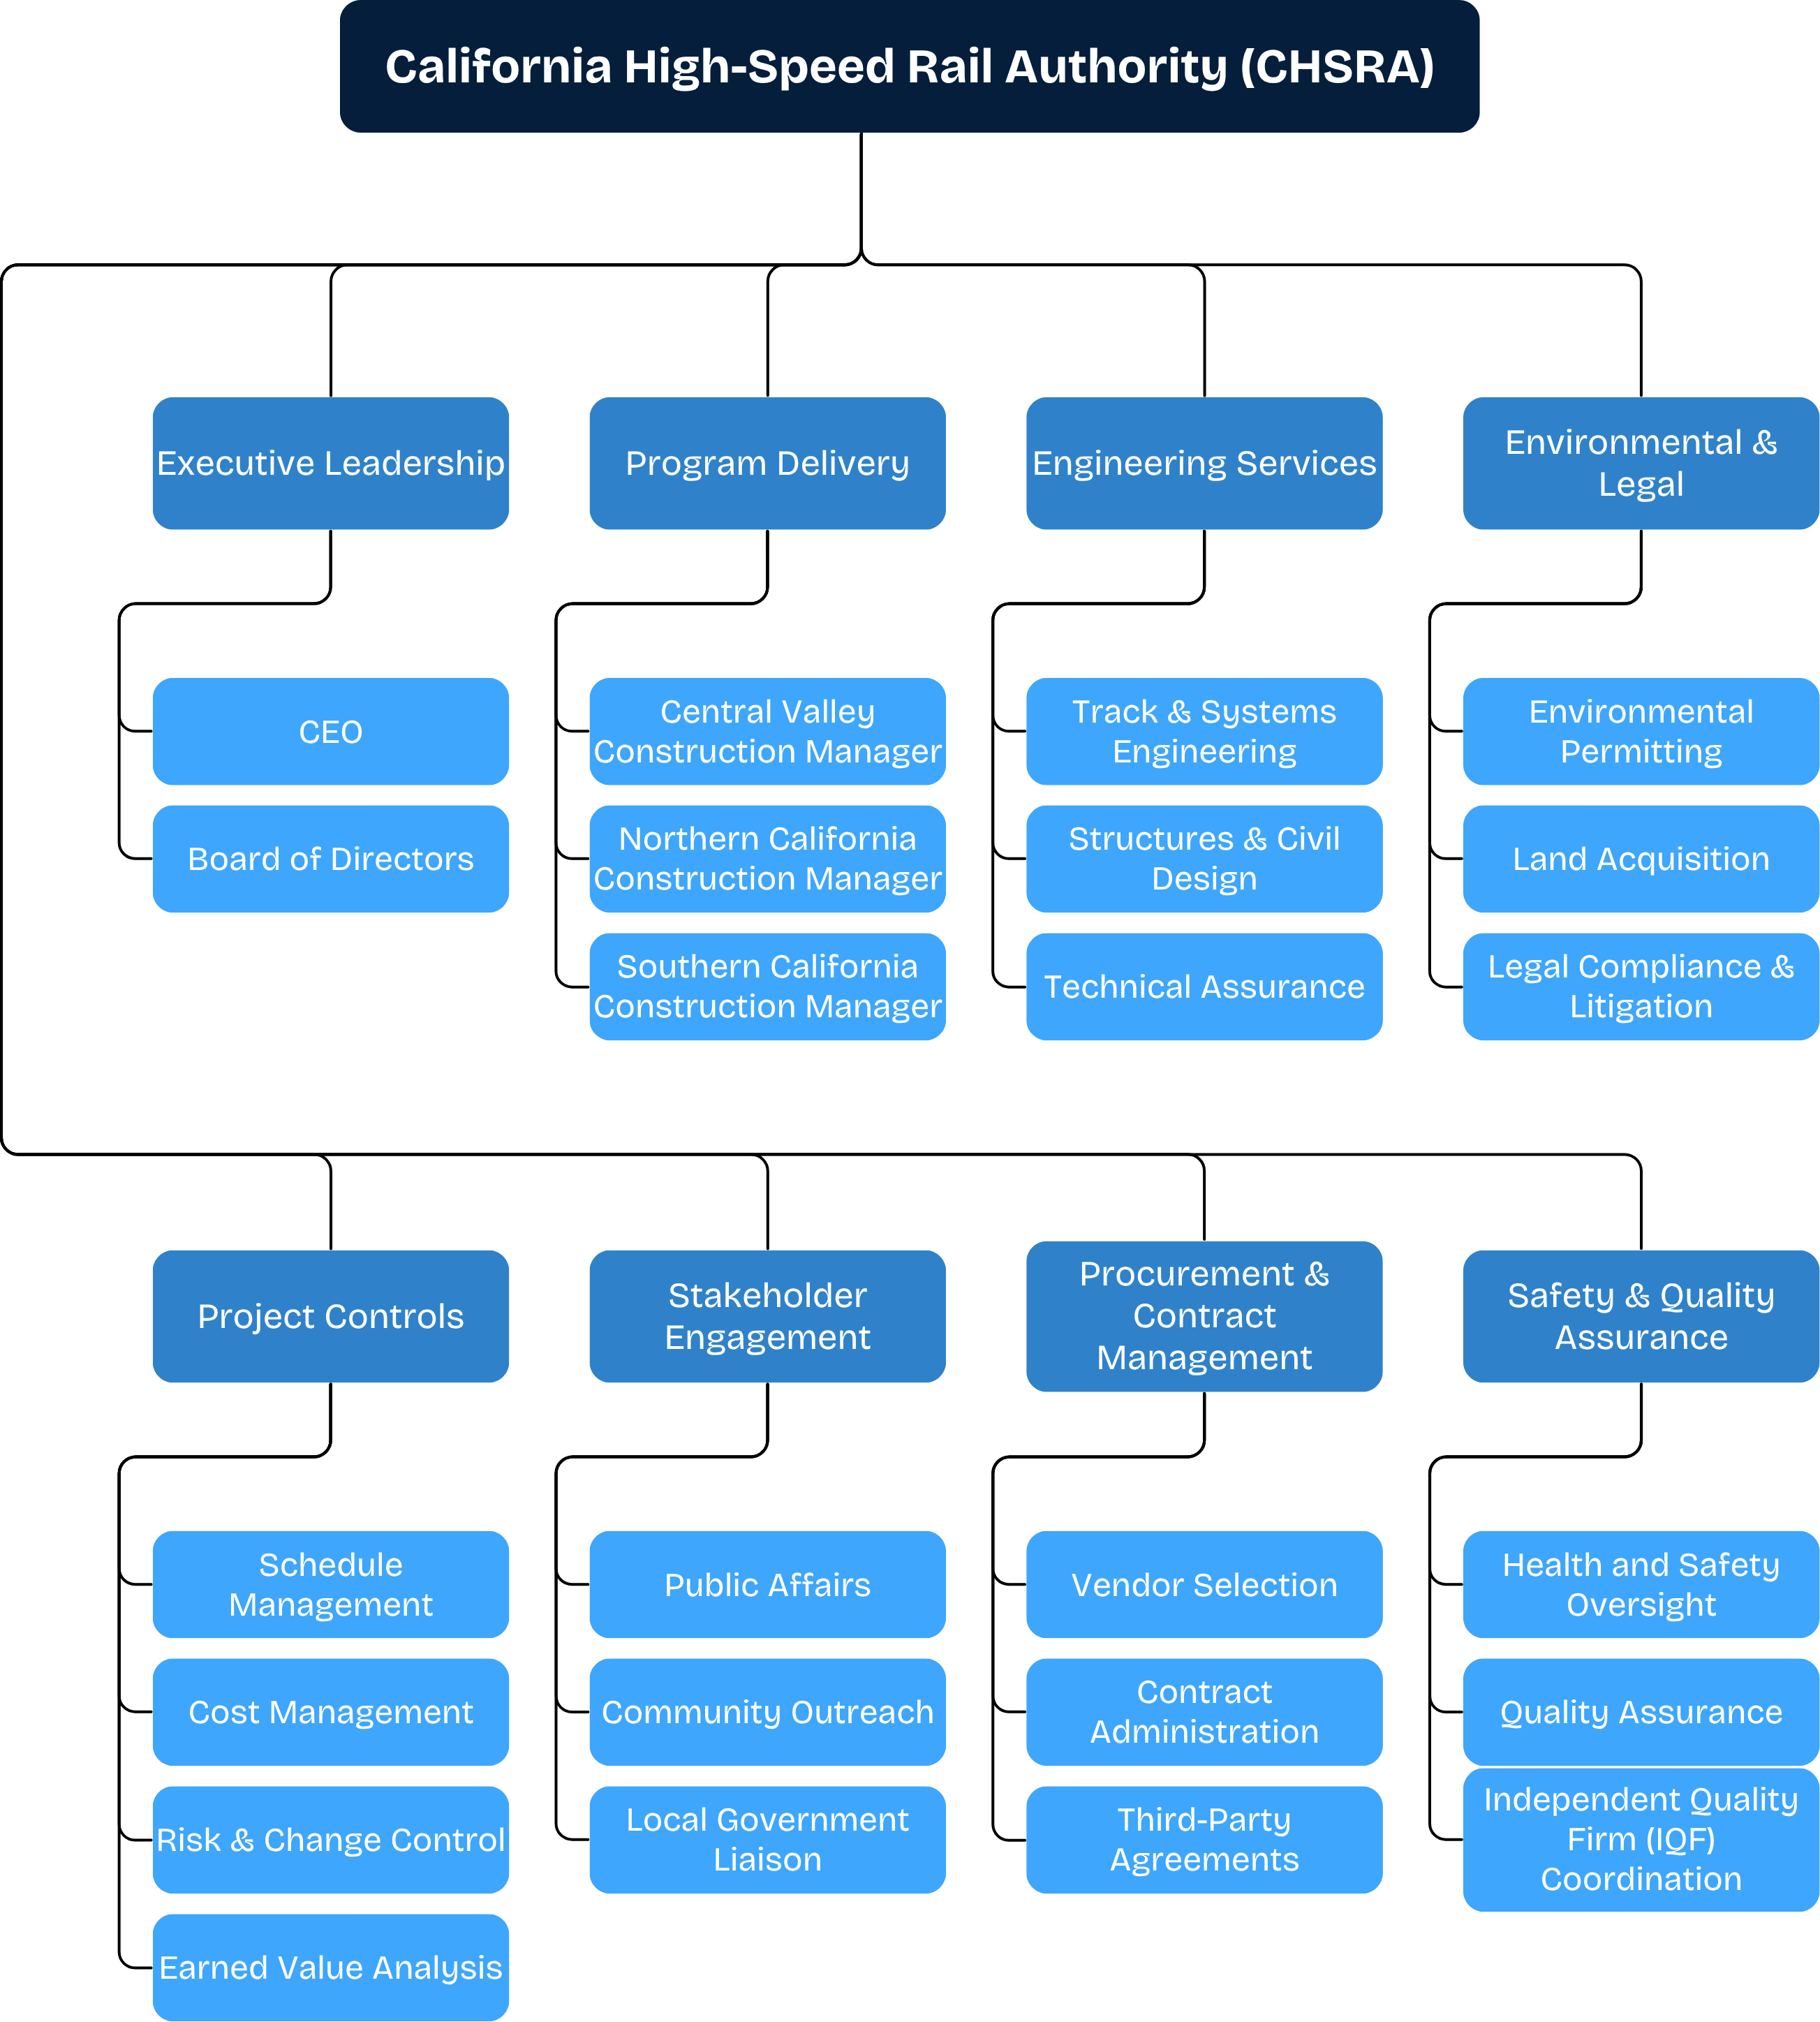 California High-Speed Rail Authority (CHSRA)
Executive Leadership
Program Delivery
Engineering Services
Environmental &
Legal
CEO
Board of Directors
Central Valley
Construction Manager
Northern California
Construction Manager
Southern California
Construction Manager
Track & Systems
Engineering
Structures & Civil
Design
Technical Assurance
Environmental
Permitting
Land Acquisition
Legal Compliance &
Litigation
Project Controls
Stakeholder
Engagement
Procurement &
Contract
Management
Safety & Quality
Assurance
Schedule
Management
Cost Management
Risk & Change Control
Earned Value Analysis
Public Affairs
Community Outreach
Local Government
Liaison
Vendor Selection
Contract
Administration
Third-Party
Agreements
Health and Safety
Oversight
Quality Assurance
Independent Quality
Firm (IQF)
Coordination